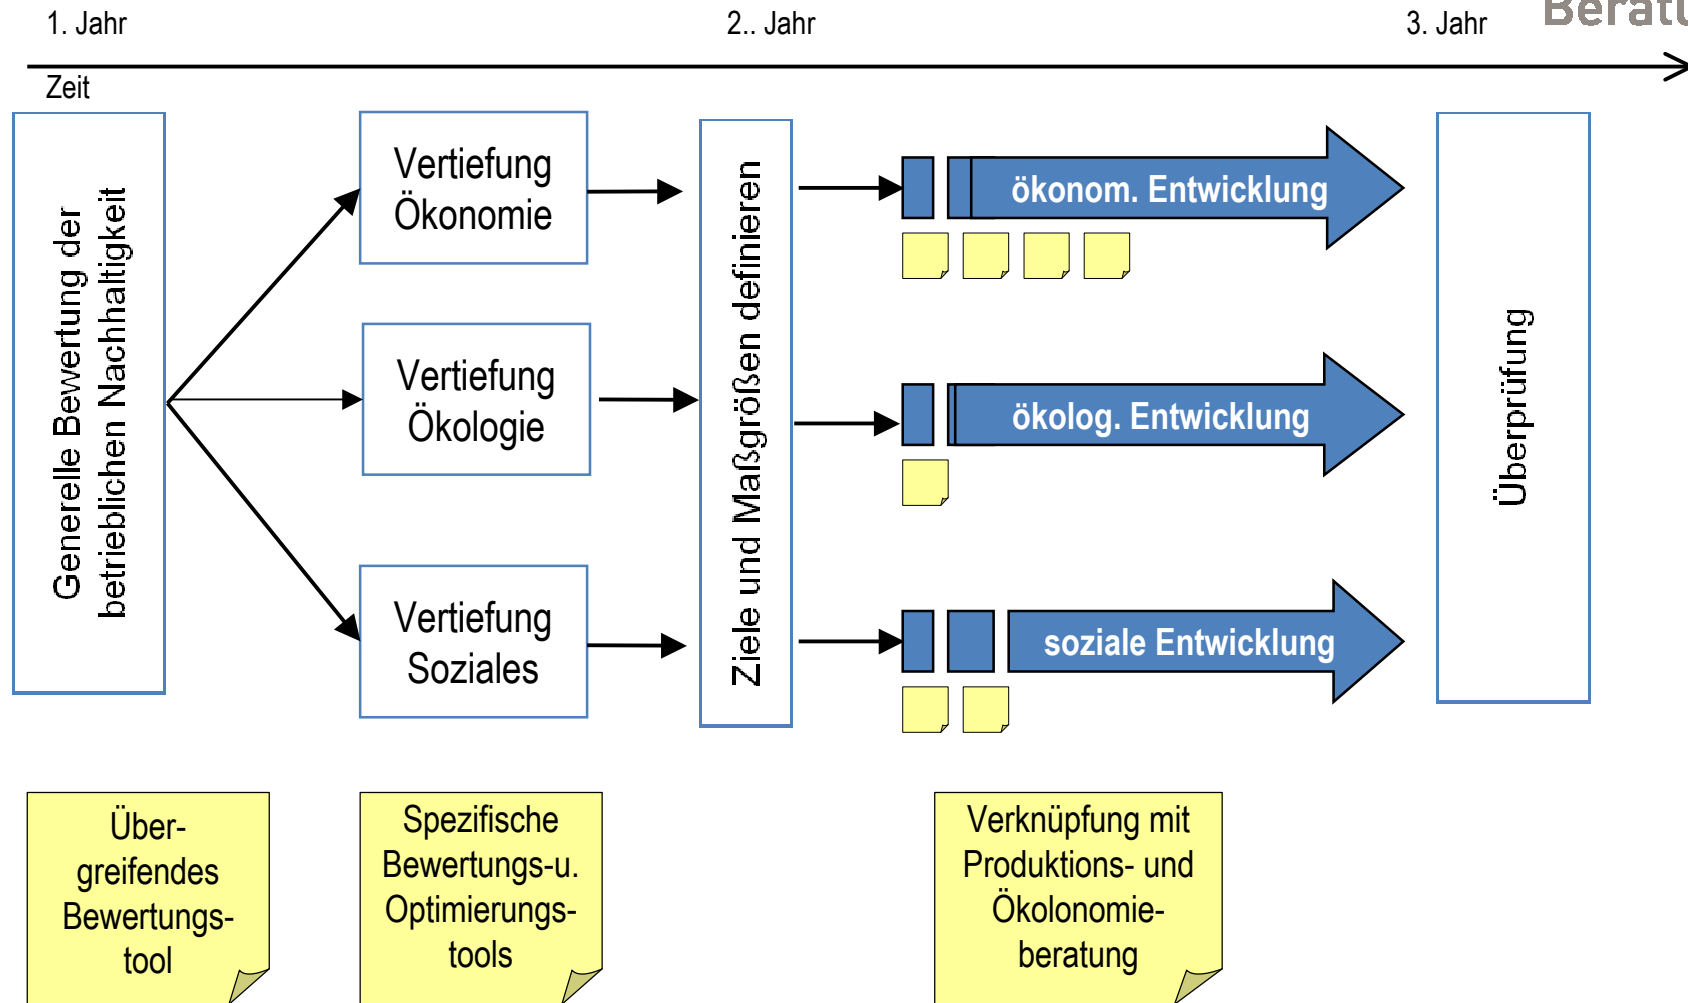 1. Jahr
2.. Jahr
3. Jahr
Zeit
Generelle Bewertung der
betrieblichen Nachhaltigkeit
Vertiefung
Ökonomie
Vertiefung
Ökologie
Vertiefung
Soziales
Ziele und Maßgrößen definieren
ökonom. Entwicklung
ökolog. Entwicklung
soziale Entwicklung
Überprüfung
Über-
greifendes
Bewertungs-
tool
Spezifische
Bewertungs-u.
Optimierungs-
tools
Verknüpfung mit
Produktions- und
Ökolonomie-
beratung